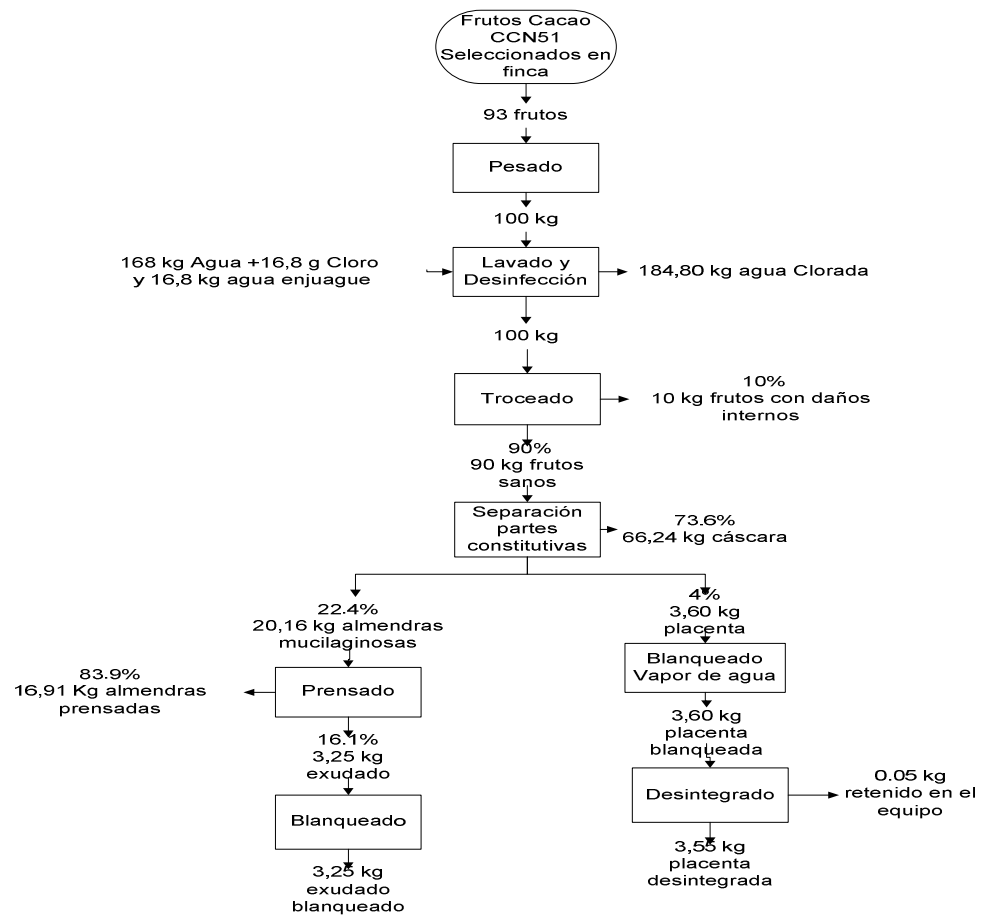 Frutos Cacao
CCN51
Seleccionados en
finca
93 frutos
Pesado
100 kg
168 kg Agua +16,8 g Cloro
y 16,8 kg agua enjuague
Lavado y
Desinfección
184,80 kg agua Clorada
100 kg
Troceado
10%
10 kg frutos con daños
internos
90%
90 kg frutos
sanos
Separación
partes
constitutivas
73.6%
66,24 kg cáscara
22.4%
20,16 kg almendras
mucilaginosas
4%
3,60 kg
placenta
83.9%
16,91 Kg almendras
prensadas
Prensado
Blanqueado
Vapor de agua
16.1%
3,25 kg
exudado
3,60 kg
placenta
blanqueada
Blanqueado
Desintegrado
0.05 kg
retenido en el
equipo
3,25 kg
exudado
blanqueado
3,55 kg
placenta
desintegrada